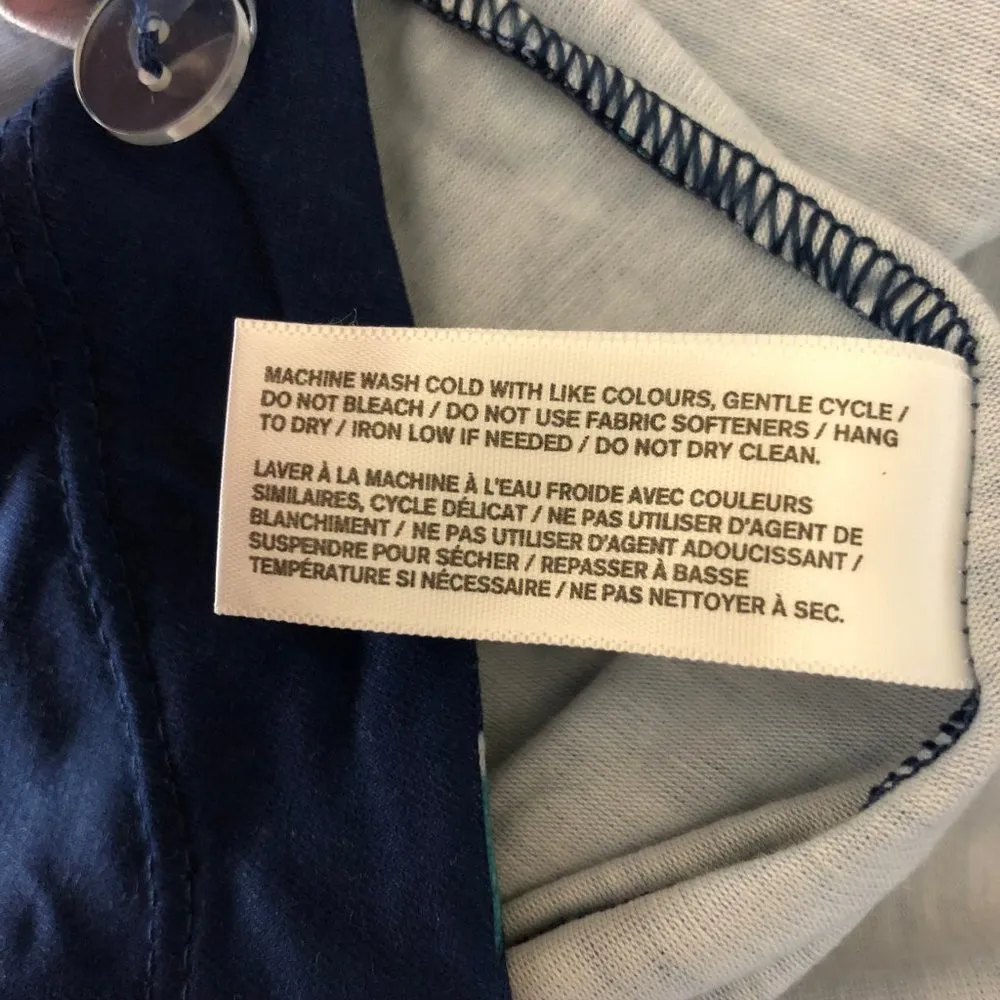 MACHINE WASH COLD WITH LIKE COLOURS, GENTLE CYCLE /
DO NOT BLEACH / DO NOT USE FABRIC SOFTENERS / HANG
TO DRY / IRON LOW IF NEEDED / DO NOT DRY CLEAN.
LAVER À LA MACHINE À L'EAU FROIDE AVEC COULEURS
SIMILAIRES, CYCLE DÉLICAT / NE PAS UTILISER D'AGENT DE
BLANCHIMENT / NE PAS UTILISER D'AGENT ADOUCISSANT /
SUSPENDRE POUR SÉCHER / REPASSER À BASSE
TEMPÉRATURE SI NÉCESSAIRE / NE PAS NETTOYER À SEC.